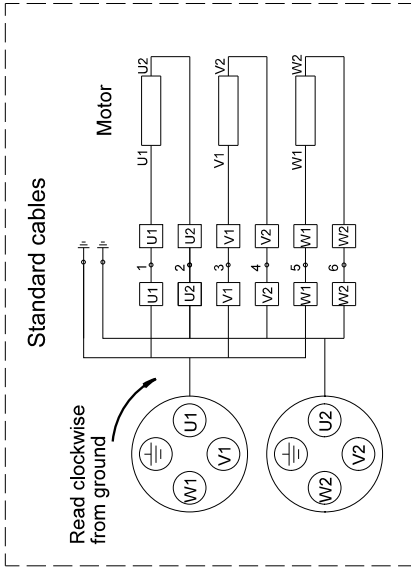 Standard cables
Read clockwise
from ground
Motor
U1 1 U1 U1 U2
W1 U1 U2 2 U2
V1 V1 3 V1 V1 V2
V2 4 V2
W1 5 W1 W1 W2
W2 U2 W2 6 W2
V2